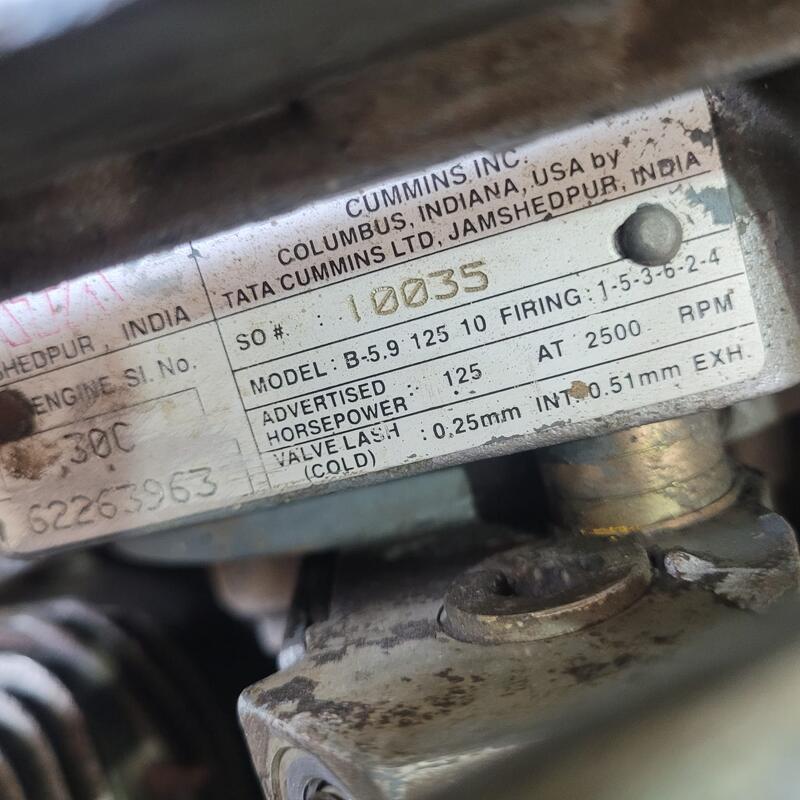 CUMMINS INC.
COLUMBUS, INDIANA, USA by
TATA CUMMINS LTD, JAMSHEDPUR, INDIA
SHEDPUR, INDIA
ENGINE Sl. No.
30C
62263963
SO # : 10035
MODEL : B-5.9 125 10 FIRING : 1-5-3-6-2-4
ADVERTISED HORSEPOWER : 125 AT 2500 RPM
VALVE LASH (COLD) : 0.25mm INT. 0.51mm EXH.